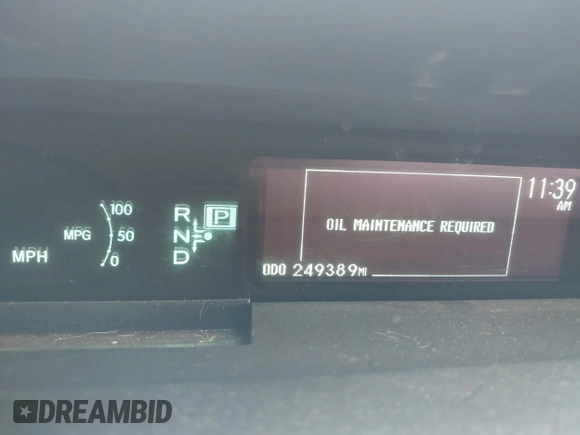 100
MPG 50
0
MPH
R P
N
D
11:39
AM
OIL MAINTENANCE REQUIRED
ODO 249389MI
DREAMBID